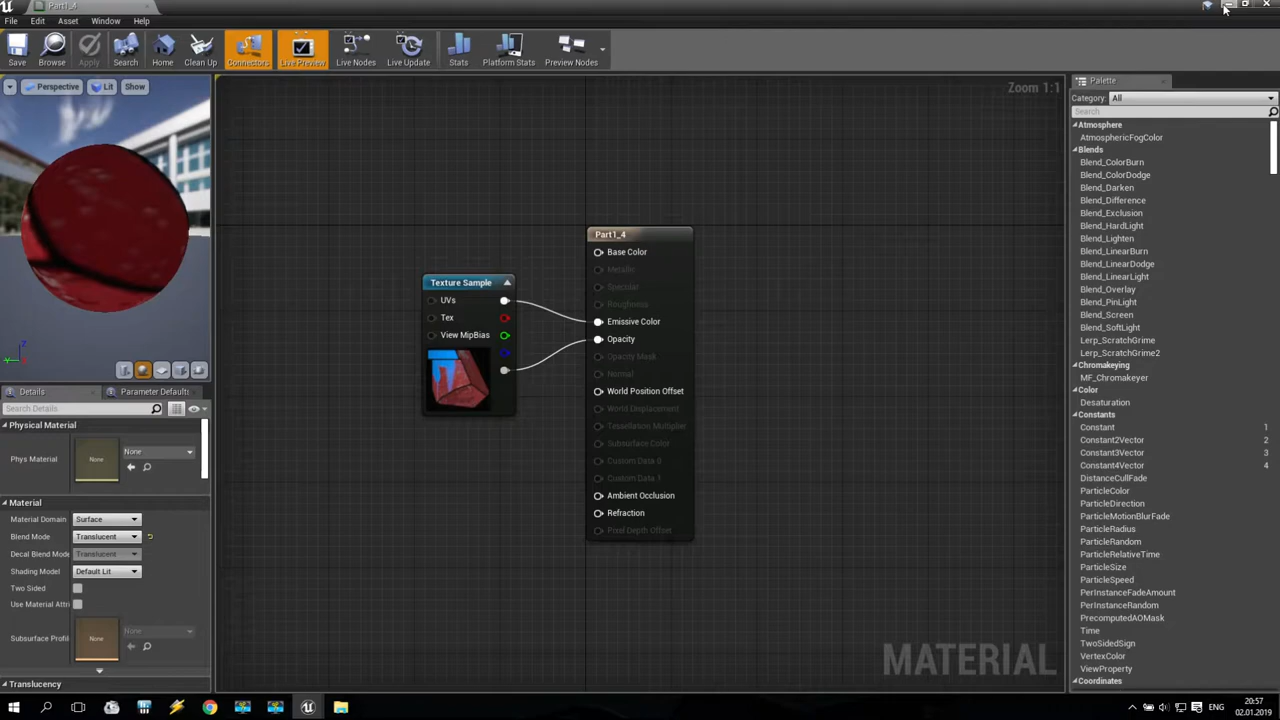 Part1_4
File Edit Asset Window Help
Save Browse Apply Search Home Clean Up Connectors Live Preview Live Nodes Live Update Stats Platform Stats Preview Nodes
Perspective Lit Show
Zoom 1:1
Palette
Category: All
Search
Atmosphere
AtmosphericFogColor
Blends
Blend_ColorBurn
Blend_ColorDodge
Blend_Darken
Blend_Difference
Blend_Exclusion
Blend_HardLight
Blend_Lighten
Blend_LinearBurn
Blend_LinearDodge
Blend_LinearLight
Blend_Overlay
Blend_PinLight
Blend_Screen
Blend_SoftLight
Lerp_ScratchGrime
Lerp_ScratchGrime2
Chromakeying
MF_Chromakeyer
Color
Desaturation
Constants
Constant 1
Constant2Vector 2
Constant3Vector 3
Constant4Vector 4
DistanceCullFade
ParticleColor
ParticleDirection
ParticleMotionBlurFade
ParticleRadius
ParticleRandom
ParticleRelativeTime
ParticleSize
ParticleSpeed
PerInstanceFadeAmount
PerInstanceRandom
PrecomputedAOMask
Time
TwoSidedSign
VertexColor
ViewProperty
Coordinates
Texture Sample
UVs
Tex
View MipBias
Part1_4
Base Color
Metallic
Specular
Roughness
Emissive Color
Opacity
Opacity Mask
Normal
World Position Offset
World Displacement
Tessellation Multiplier
Subsurface Color
Custom Data 0
Custom Data 1
Ambient Occlusion
Refraction
Pixel Depth Offset
MATERIAL
Details Parameter Default
Search Details
Physical Material
Phys Material None None
Material
Material Domain Surface
Blend Mode Translucent
Decal Blend Mode Translucent
Shading Model Default Lit
Two Sided
Use Material Attri
Subsurface Profil None None
Translucency
ENG
20:57
02.01.2019